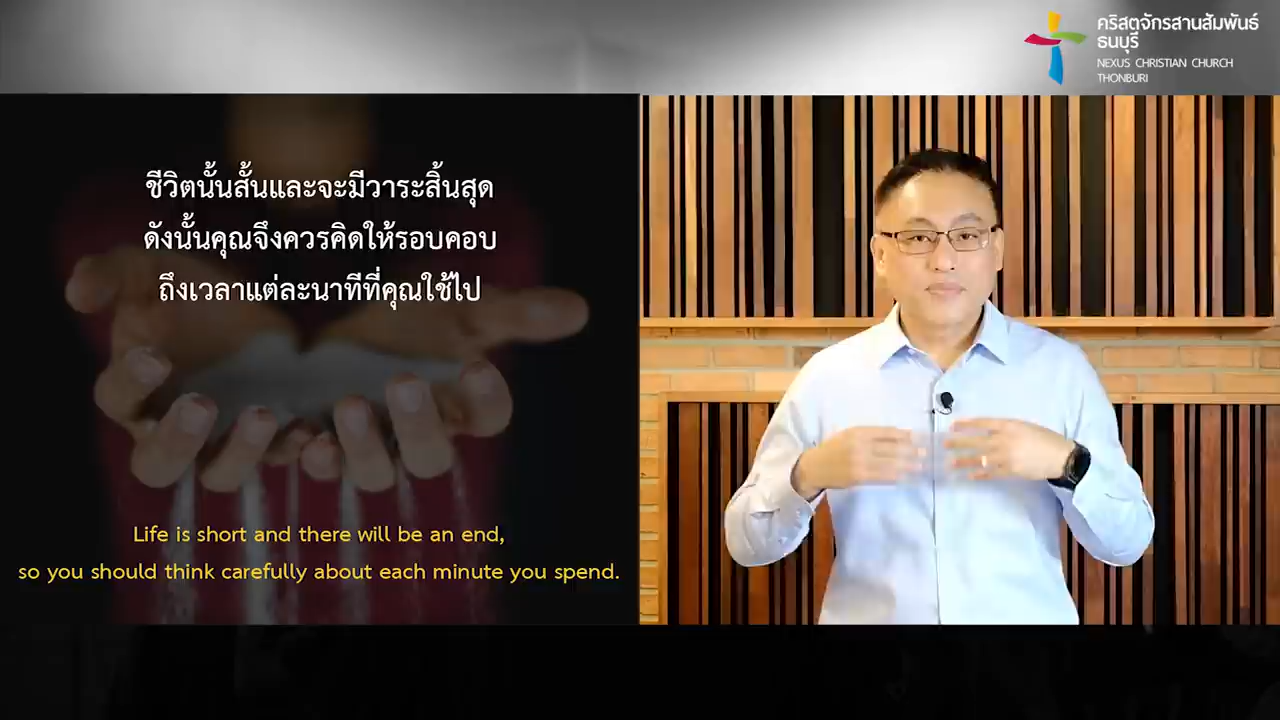 คริสตจักรสานสัมพันธ์
ธนบุรี
NEXUS CHRISTIAN CHURCH
THONBURI
ชีวิตนั้นสั้นและจะมีวาระสิ้นสุด
ดังนั้นคุณจึงควรคิดให้รอบคอบ
ถึงเวลาแต่ละนาทีที่คุณใช้ไป
Life is short and there will be an end,
so you should think carefully about each minute you spend.